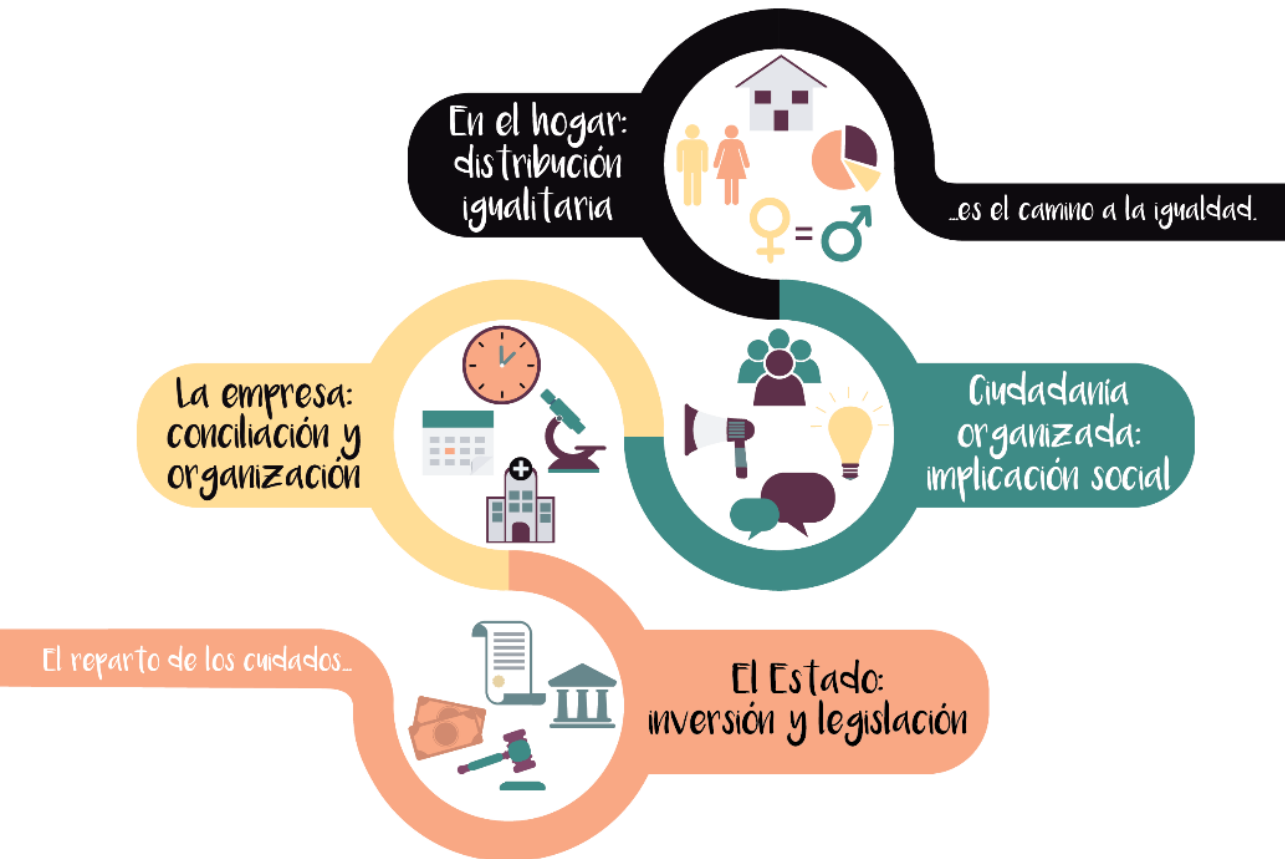 En el hogar:
distribución
igualitaria
...es el camino a la igualdad.
La empresa:
conciliación y
organización
Ciudadanía
organizada:
implicación social
El reparto de los cuidados...
El Estado:
inversión y legislación